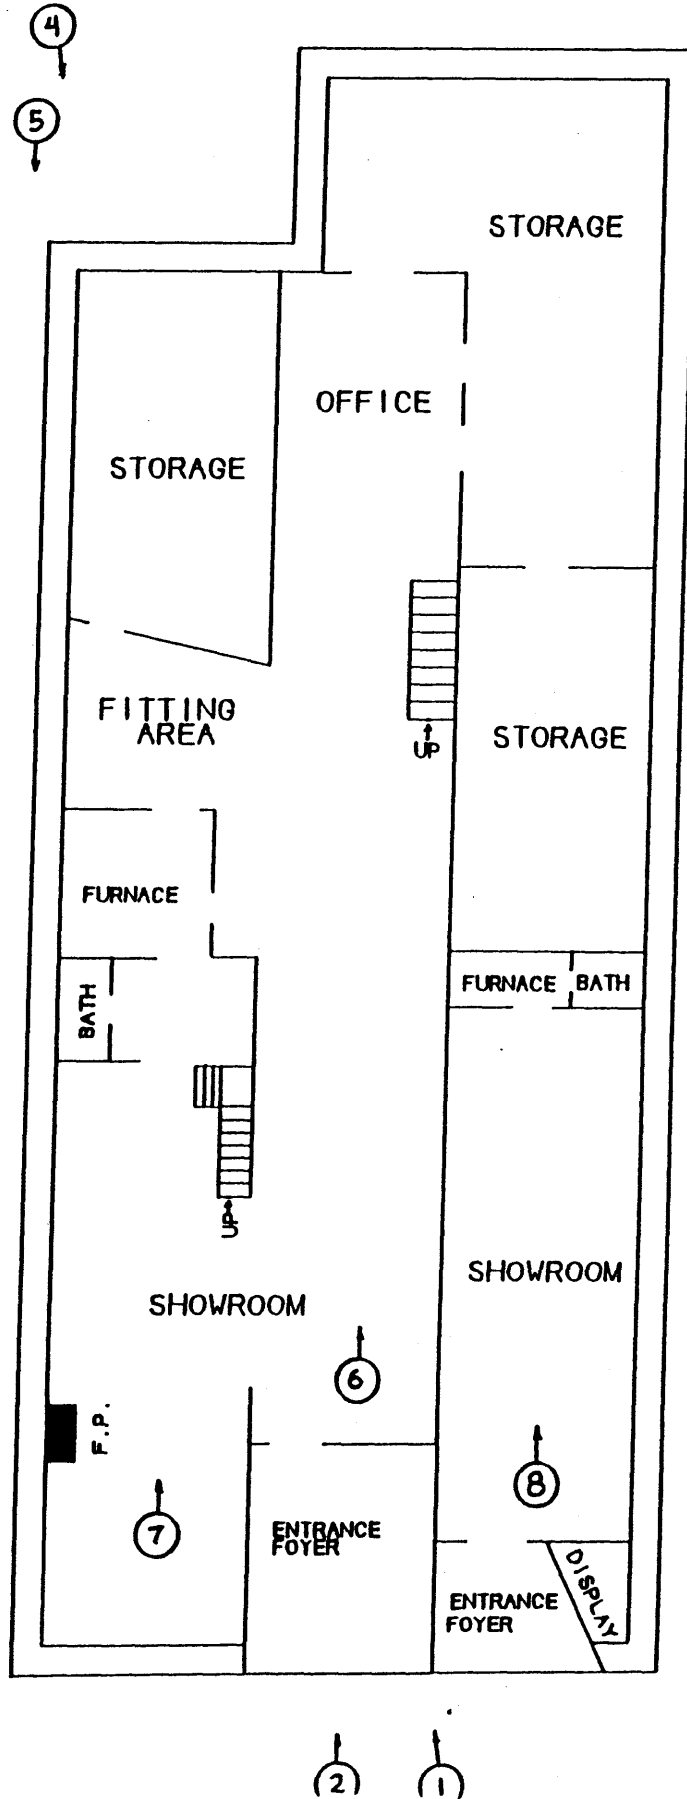 4
5
STORAGE
OFFICE
STORAGE
FITTING
AREA
UP
STORAGE
FURNACE
BATH
FURNACE
BATH
UP
SHOWROOM
SHOWROOM
6
F.P.
8
7
ENTRANCE
FOYER
DISPLAY
ENTRANCE
FOYER
2
1